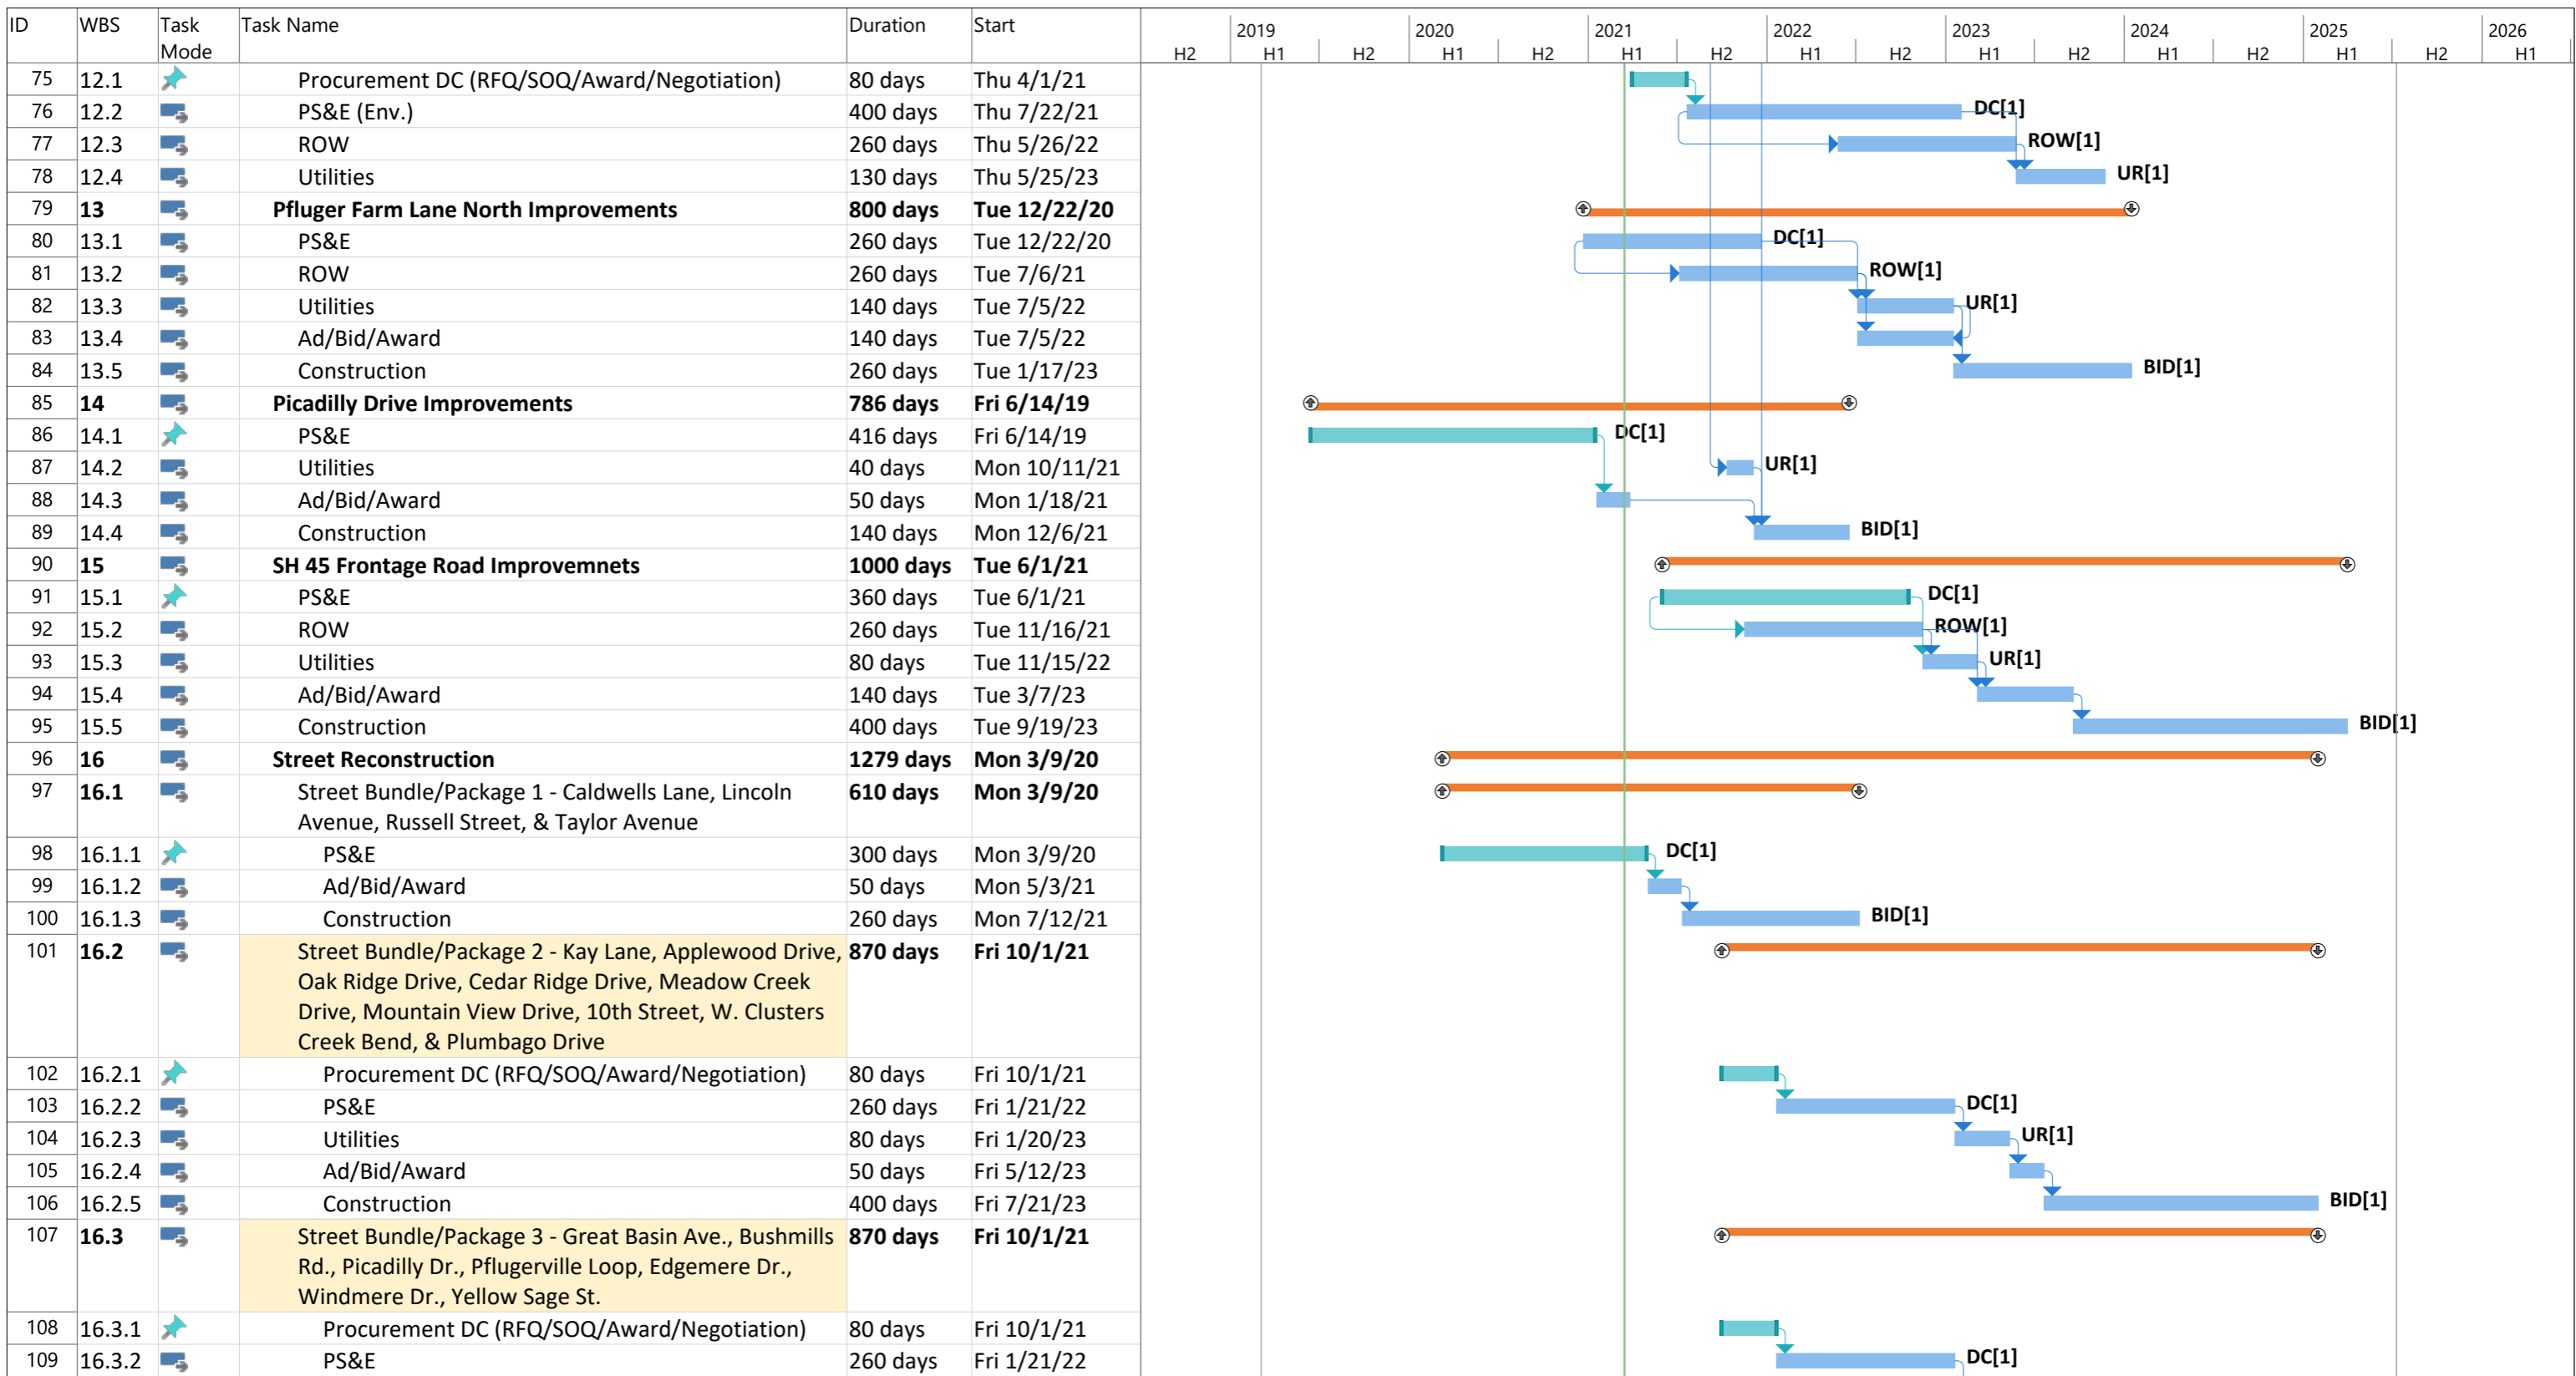 ID WBS Task Mode Task Name Duration Start 2019 2020 2021 2022 2023 2024 2025 2026
H2 H1 H2 H1 H2 H1 H2 H1 H2 H1 H2 H1 H2 H1 H2 H1
75 12.1 Procurement DC (RFQ/SOQ/Award/Negotiation) 80 days Thu 4/1/21
76 12.2 PS&E (Env.) 400 days Thu 7/22/21 DC[1]
77 12.3 ROW 260 days Thu 5/26/22 ROW[1]
78 12.4 Utilities 130 days Thu 5/25/23 UR[1]
79 13 Pfluger Farm Lane North Improvements 800 days Tue 12/22/20
80 13.1 PS&E 260 days Tue 12/22/20 DC[1]
81 13.2 ROW 260 days Tue 7/6/21 ROW[1]
82 13.3 Utilities 140 days Tue 7/5/22 UR[1]
83 13.4 Ad/Bid/Award 140 days Tue 7/5/22
84 13.5 Construction 260 days Tue 1/17/23 BID[1]
85 14 Picadilly Drive Improvements 786 days Fri 6/14/19
86 14.1 PS&E 416 days Fri 6/14/19 DC[1]
87 14.2 Utilities 40 days Mon 10/11/21 UR[1]
88 14.3 Ad/Bid/Award 50 days Mon 1/18/21
89 14.4 Construction 140 days Mon 12/6/21 BID[1]
90 15 SH 45 Frontage Road Improvemnets 1000 days Tue 6/1/21
91 15.1 PS&E 360 days Tue 6/1/21 DC[1]
92 15.2 ROW 260 days Tue 11/16/21 ROW[1]
93 15.3 Utilities 80 days Tue 11/15/22 UR[1]
94 15.4 Ad/Bid/Award 140 days Tue 3/7/23
95 15.5 Construction 400 days Tue 9/19/23 BID[1]
96 16 Street Reconstruction 1279 days Mon 3/9/20
97 16.1 Street Bundle/Package 1 - Caldwells Lane, Lincoln 610 days Mon 3/9/20
Avenue, Russell Street, & Taylor Avenue
98 16.1.1 PS&E 300 days Mon 3/9/20 DC[1]
99 16.1.2 Ad/Bid/Award 50 days Mon 5/3/21
100 16.1.3 Construction 260 days Mon 7/12/21 BID[1]
101 16.2 Street Bundle/Package 2 - Kay Lane, Applewood Drive, 870 days Fri 10/1/21
Oak Ridge Drive, Cedar Ridge Drive, Meadow Creek
Drive, Mountain View Drive, 10th Street, W. Clusters
Creek Bend, & Plumbago Drive
102 16.2.1 Procurement DC (RFQ/SOQ/Award/Negotiation) 80 days Fri 10/1/21
103 16.2.2 PS&E 260 days Fri 1/21/22 DC[1]
104 16.2.3 Utilities 80 days Fri 1/20/23 UR[1]
105 16.2.4 Ad/Bid/Award 50 days Fri 5/12/23
106 16.2.5 Construction 400 days Fri 7/21/23 BID[1]
107 16.3 Street Bundle/Package 3 - Great Basin Ave., Bushmills 870 days Fri 10/1/21
Rd., Picadilly Dr., Pflugerville Loop, Edgemere Dr.,
Windmere Dr., Yellow Sage St.
108 16.3.1 Procurement DC (RFQ/SOQ/Award/Negotiation) 80 days Fri 10/1/21
109 16.3.2 PS&E 260 days Fri 1/21/22 DC[1]